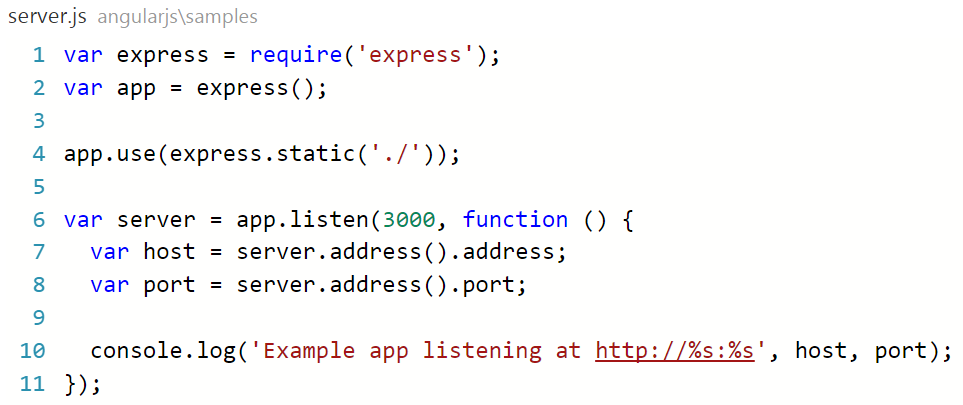 server.js angularjs\samples
1 var express = require('express');
2 var app = express();
3
4 app.use(express.static('./'));
5
6 var server = app.listen(3000, function () {
7   var host = server.address().address;
8   var port = server.address().port;
9
10   console.log('Example app listening at http://%s:%s', host, port);
11 });